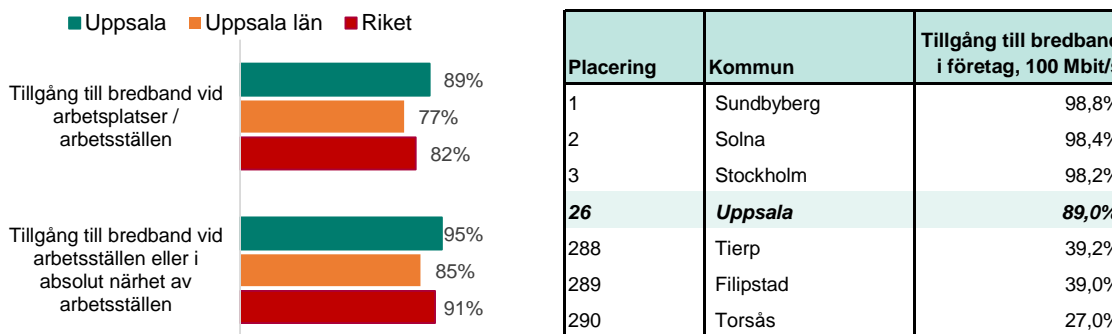 Uppsala Uppsala län Riket
Tillgång till bredband vid
arbetsplatser /
arbetsställen
89%
77%
82%
Tillgång till bredband vid
arbetsställen eller i
absolut närhet av
arbetsställen
95%
85%
91%
Placering Kommun Tillgång till bredband
i företag, 100 Mbit/s
1 Sundbyberg 98,8%
2 Solna 98,4%
3 Stockholm 98,2%
26 Uppsala 89,0%
288 Tierp 39,2%
289 Filipstad 39,0%
290 Torsås 27,0%